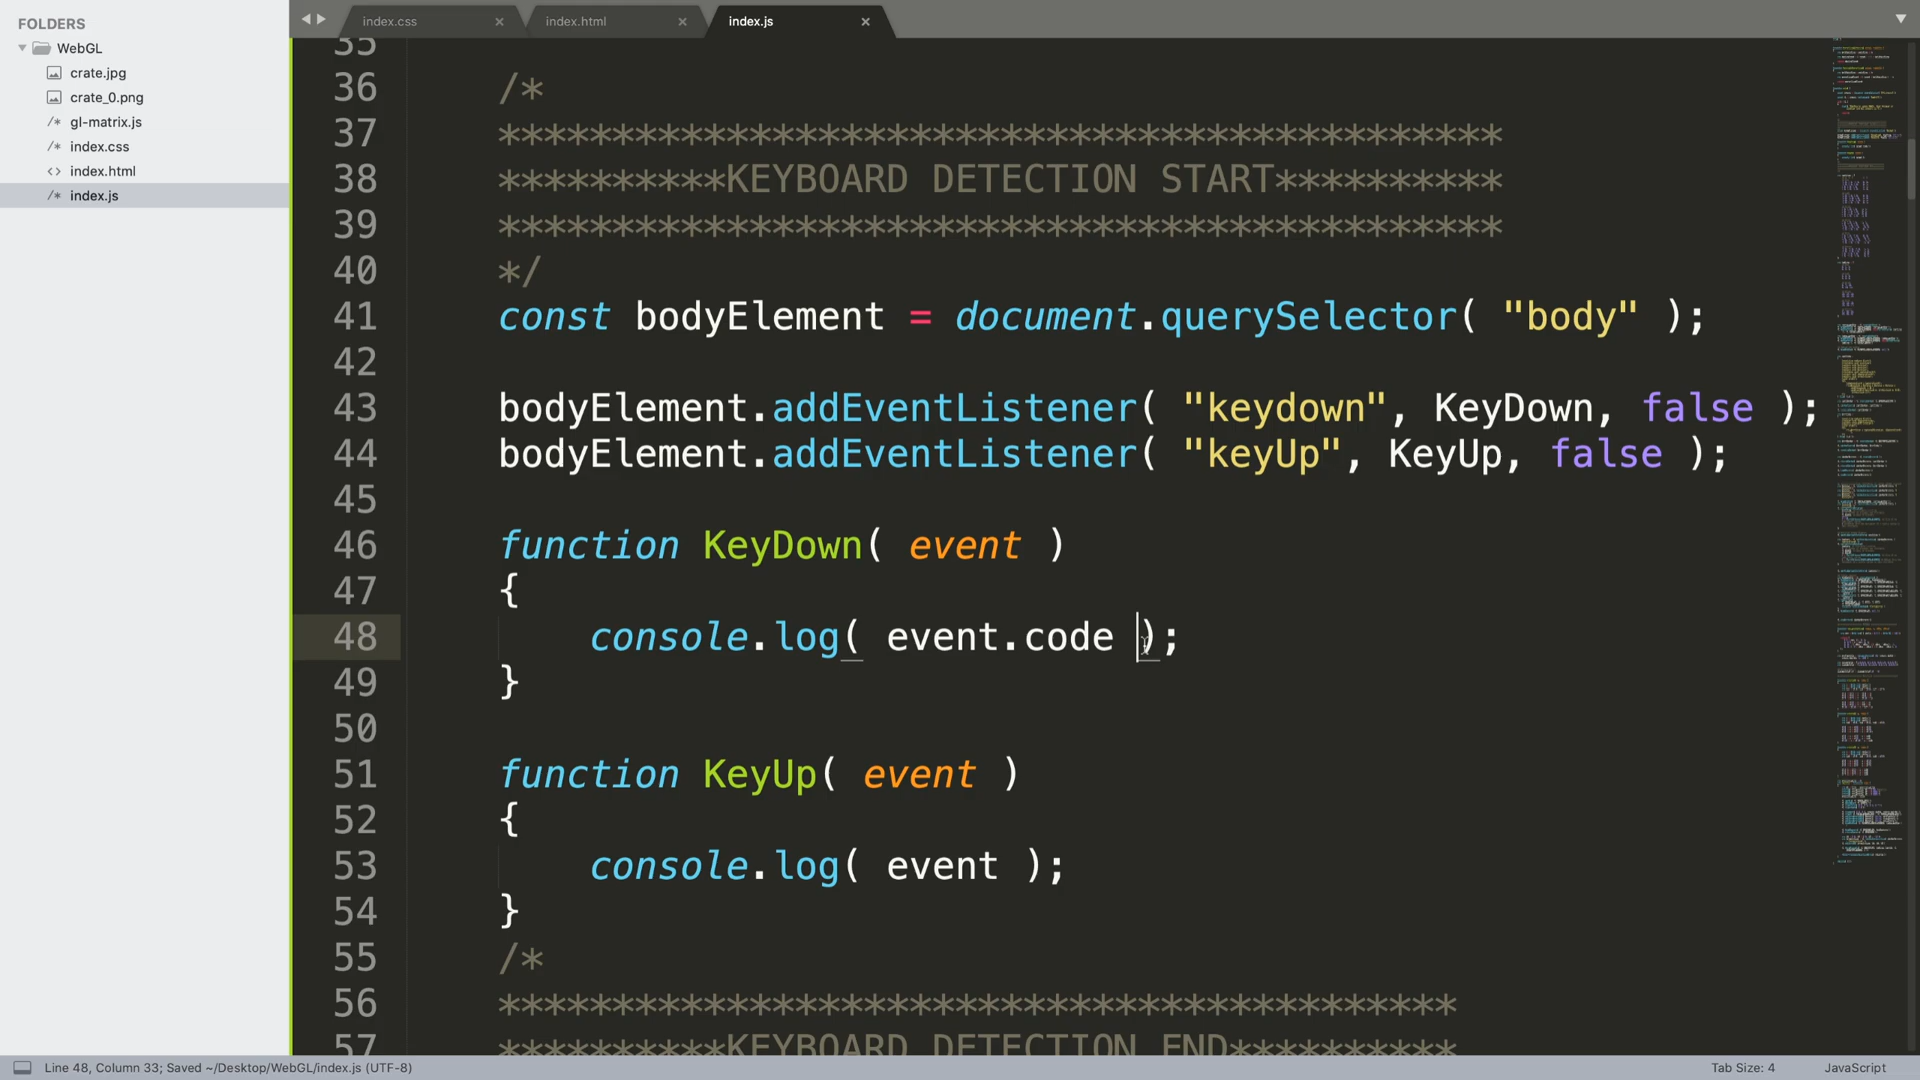 FOLDERS
WebGL
crate.jpg
crate_0.png
/* gl-matrix.js
/* index.css
<> index.html
/* index.js
index.css ×
index.html ×
index.js ×
35
36 /*
37 ********************************************
38 **********KEYBOARD DETECTION START**********
39 ********************************************
40 */
41 const bodyElement = document.querySelector( "body" );
42
43 bodyElement.addEventListener( "keydown", KeyDown, false );
44 bodyElement.addEventListener( "keyUp", KeyUp, false );
45
46 function KeyDown( event )
47 {
48 console.log( event.code );
49 }
50
51 function KeyUp( event )
52 {
53 console.log( event );
54 }
55 /*
56 ******************************************
57 **********KEYBOARD DETECTION END**********
Line 48, Column 33; Saved ~/Desktop/WebGL/index.js (UTF-8)
Tab Size: 4
JavaScript